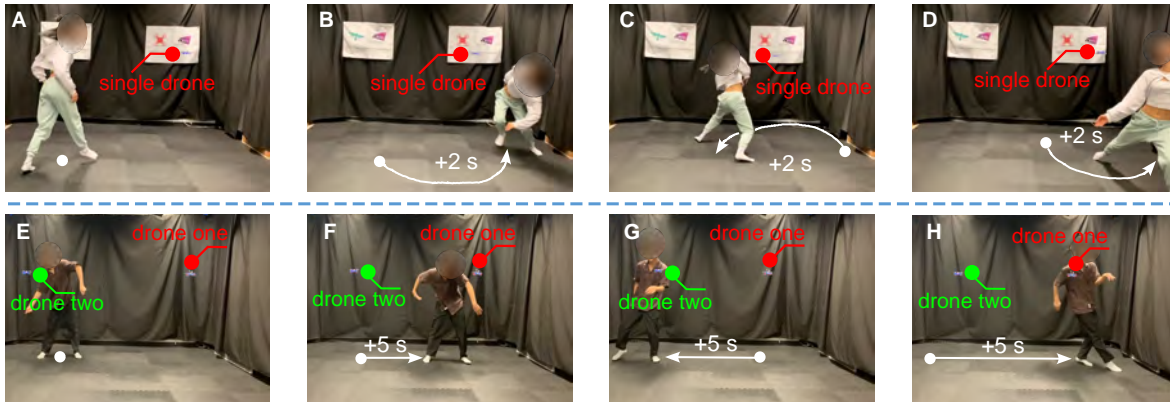 A
single drone
B
single drone
+2 s
C
single drone
+2 s
D
single drone
+2 s
E
drone one
drone two
F
drone one
drone two
+5 s
G
drone one
drone two
+5 s
H
drone one
drone two
+5 s